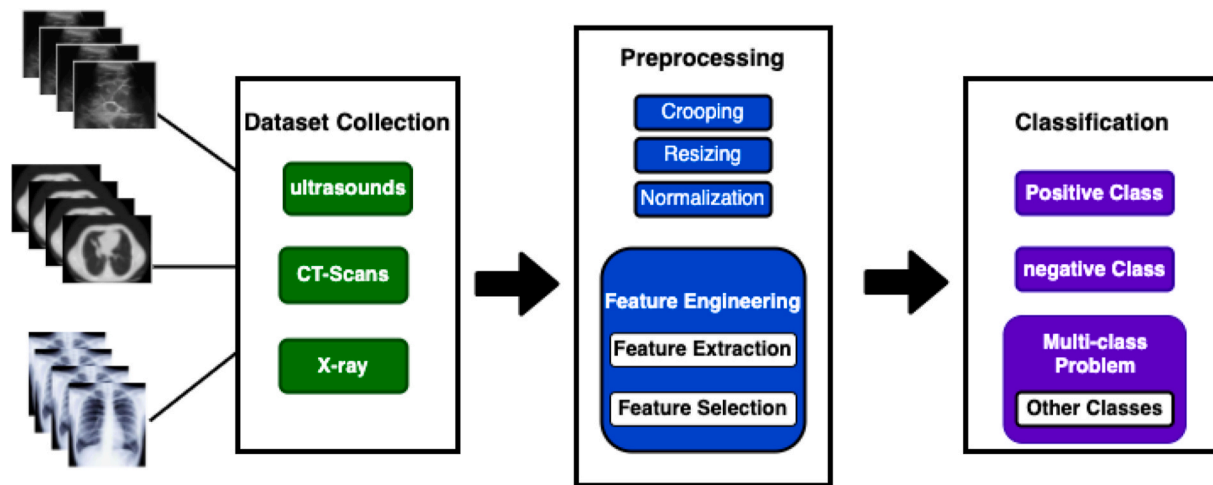 Dataset Collection
ultrasounds
CT-Scans
X-ray
Preprocessing
Crooping
Resizing
Normalization
Feature Engineering
Feature Extraction
Feature Selection
Classification
Positive Class
negative Class
Multi-class
Problem
Other Classes